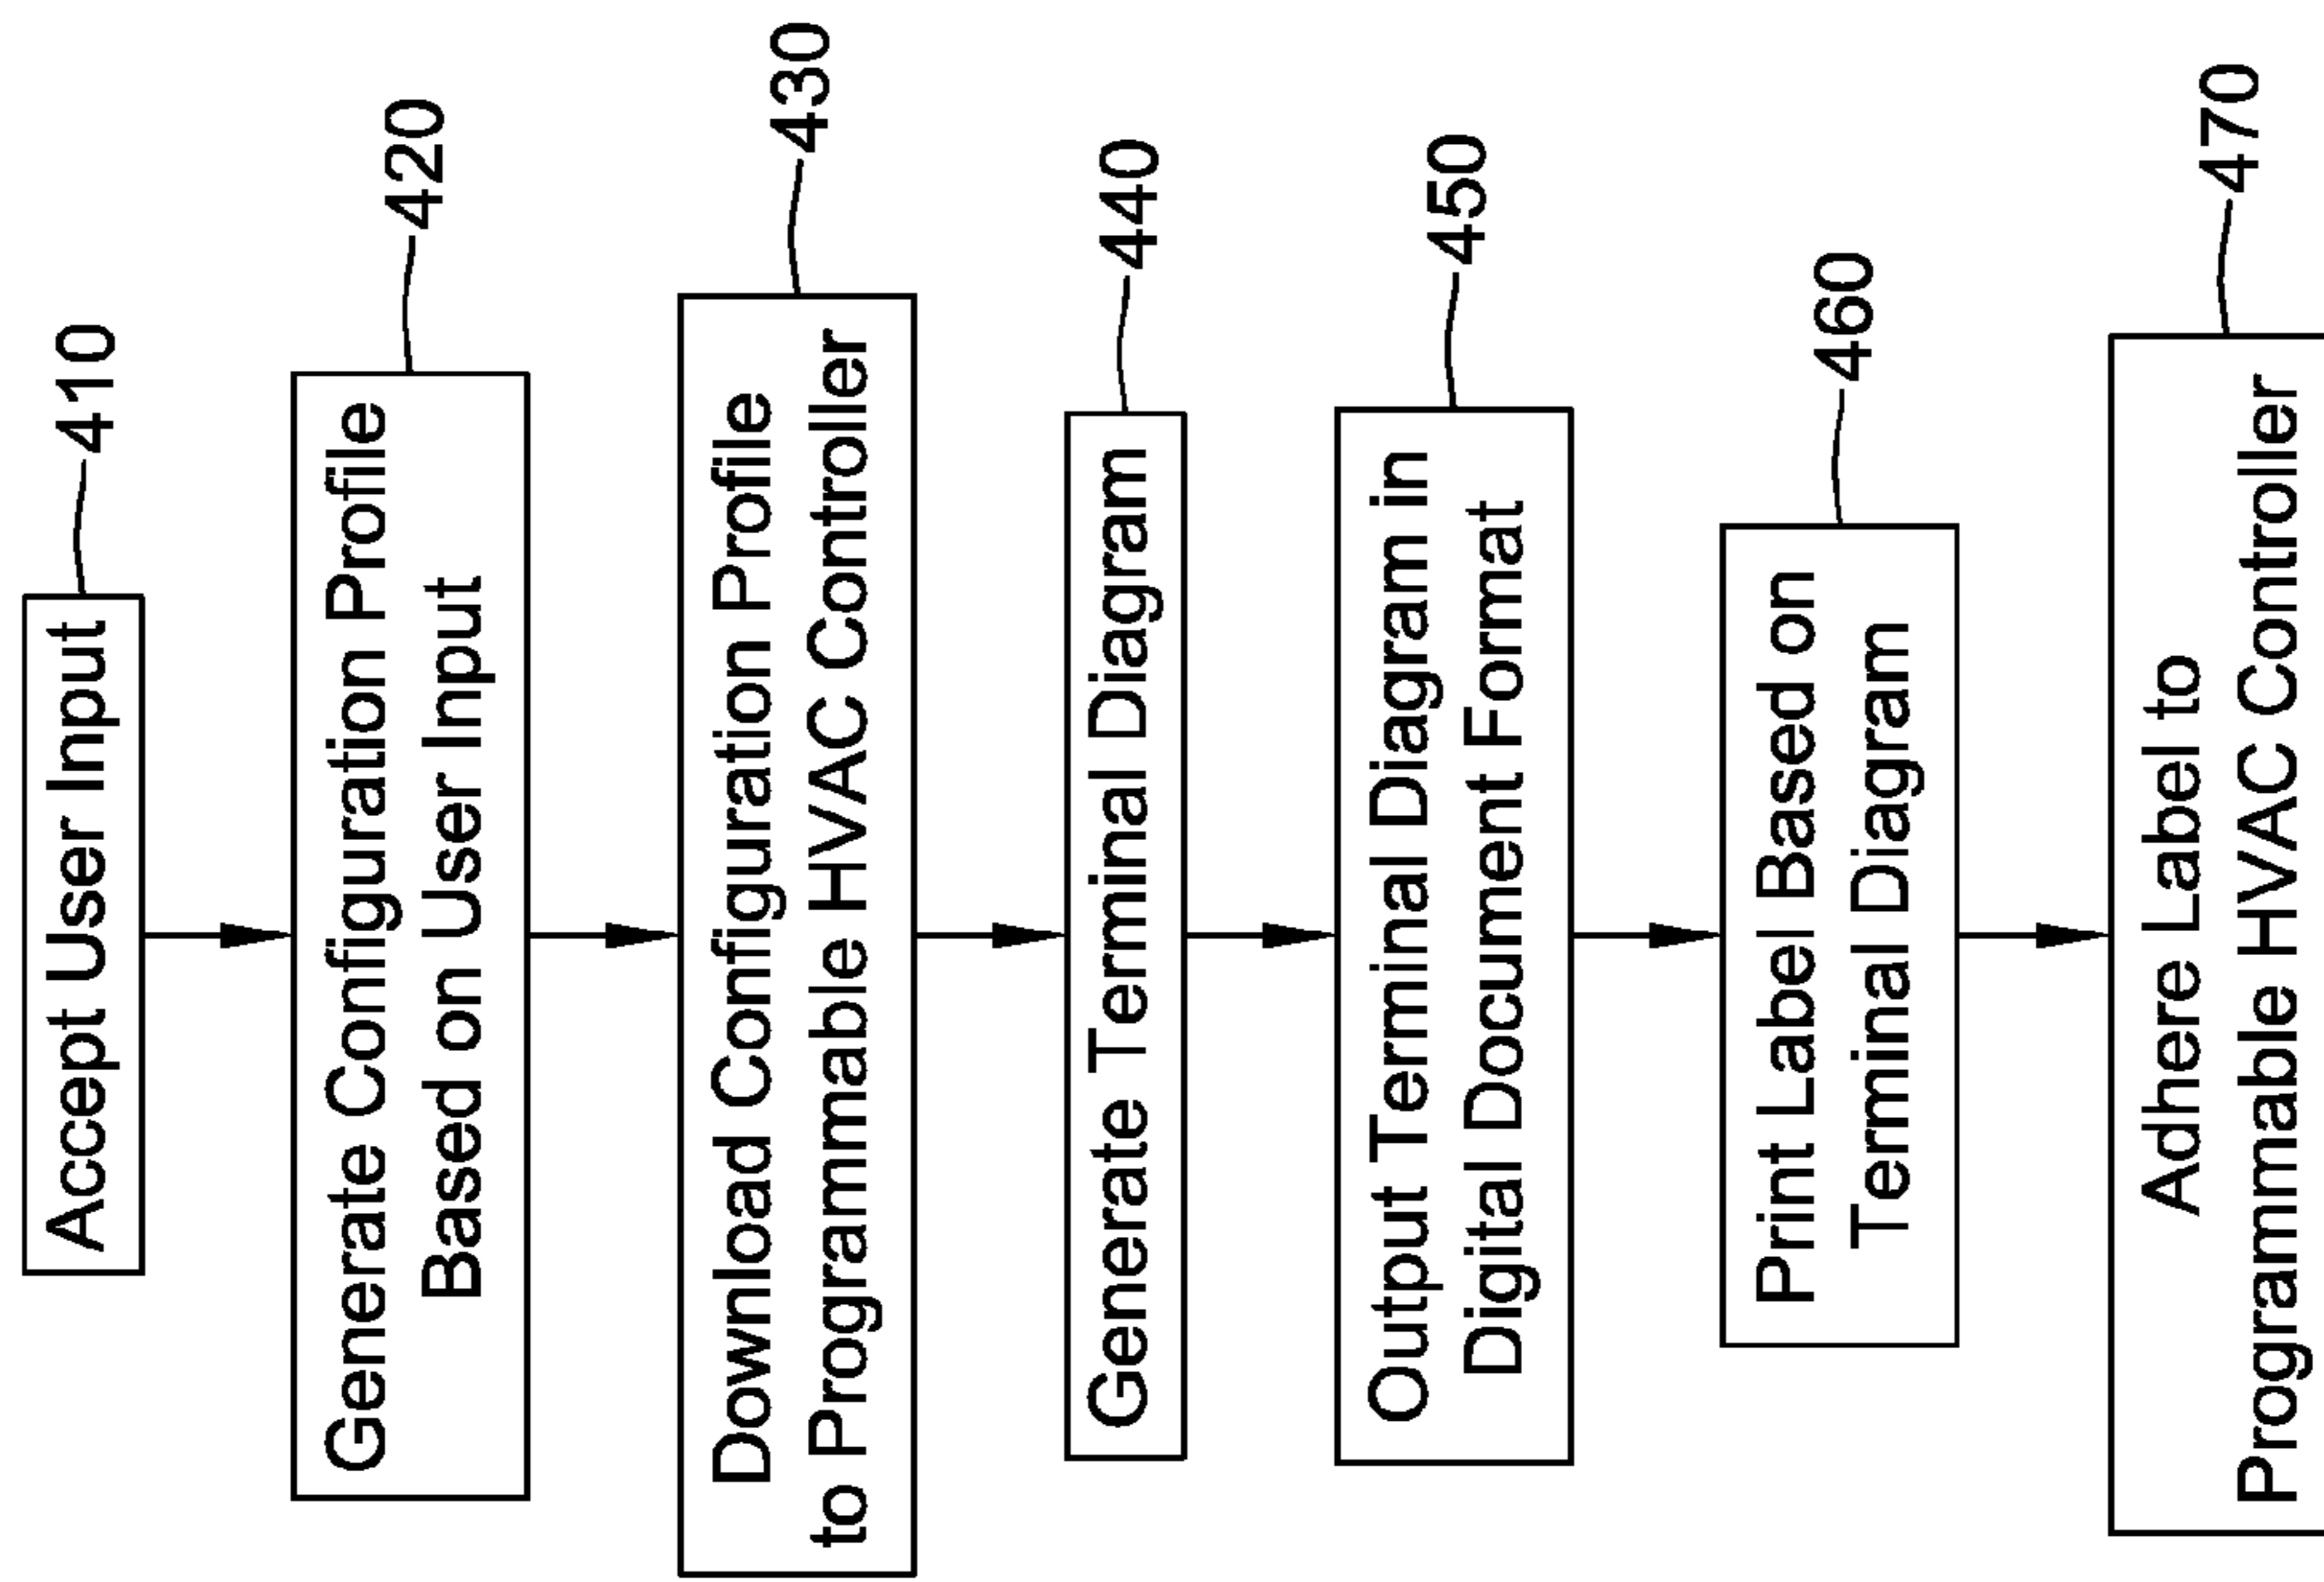 Accept User Input
410
Generate Configuration Profile
Based on User Input
420
Download Configuration Profile
to Programmable HVAC Controller
430
Generate Terminal Diagram
440
Output Terminal Diagram in
Digital Document Format
450
Print Label Based on
Terminal Diagram
460
Adhere Label to
Programmable HVAC Controller
470